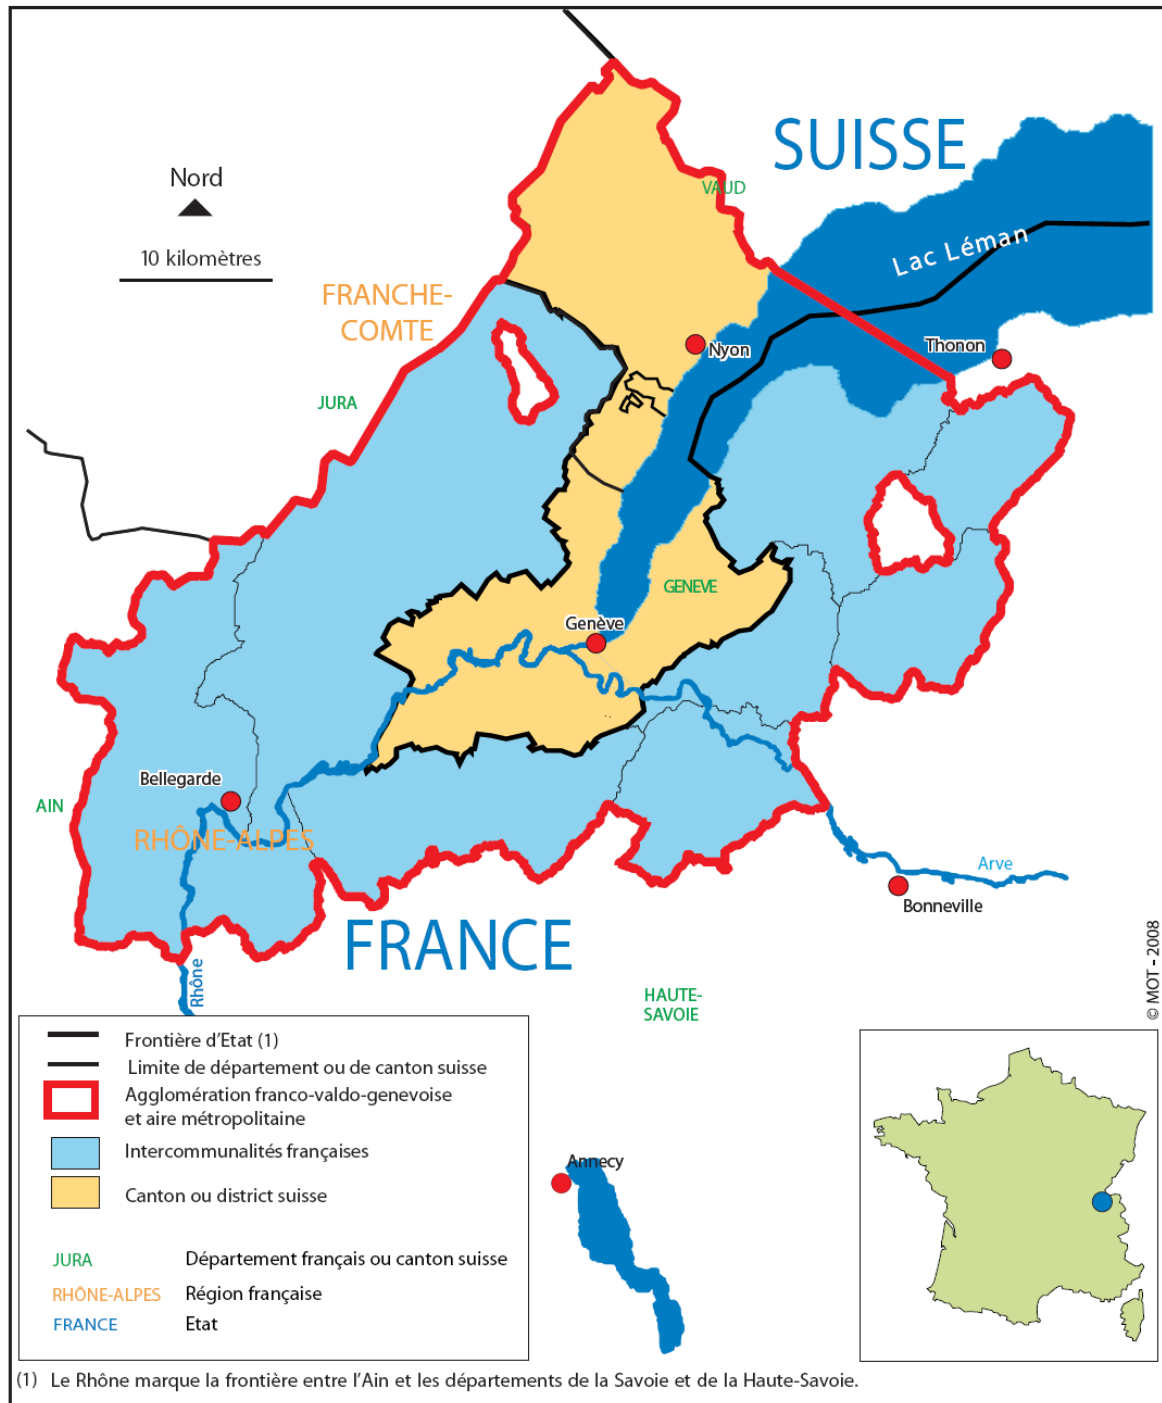 SUISSE
Nord
VAUD
10 kilomètres
Lac Léman
FRANCHE-
COMTE
Nyon
Thonon
JURA
GENEVE
Genève
Bellegarde
AIN
RHÔNE-ALPES
Arve
Bonneville
FRANCE
Rhône
© MOT - 2008
HAUTE-
SAVOIE
Frontière d'Etat (1)
Limite de département ou de canton suisse
Agglomération franco-valdo-genevoise
et aire métropolitaine
Intercommunalités françaises
Canton ou district suisse
JURA Département français ou canton suisse
RHÔNE-ALPES Région française
FRANCE Etat
Annecy
(1) Le Rhône marque la frontière entre l'Ain et les départements de la Savoie et de la Haute-Savoie.